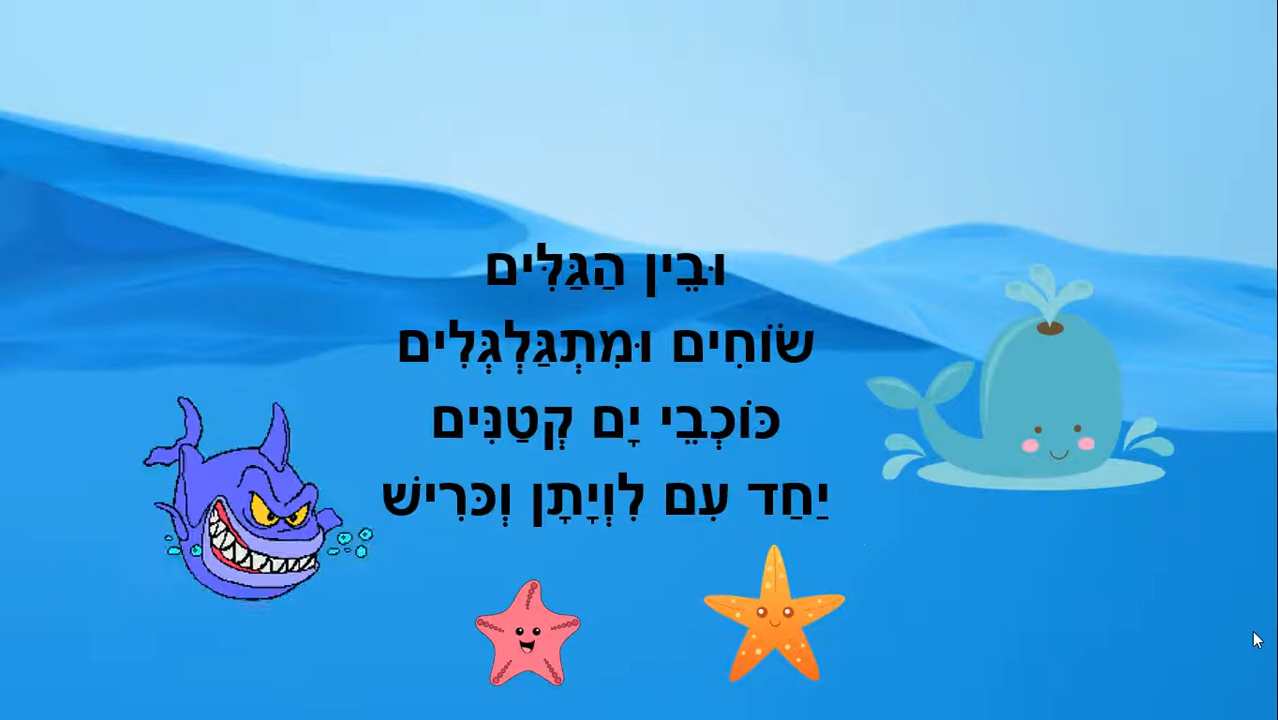 וּבֵין הַגַּלִּים
שׂוֹחִים וּמִתְגַּלְגְּלִים
כּוֹכְבֵי יָם קְטַנִּים
יַחַד עִם לִוְיָתָן וְכּרִישׁ